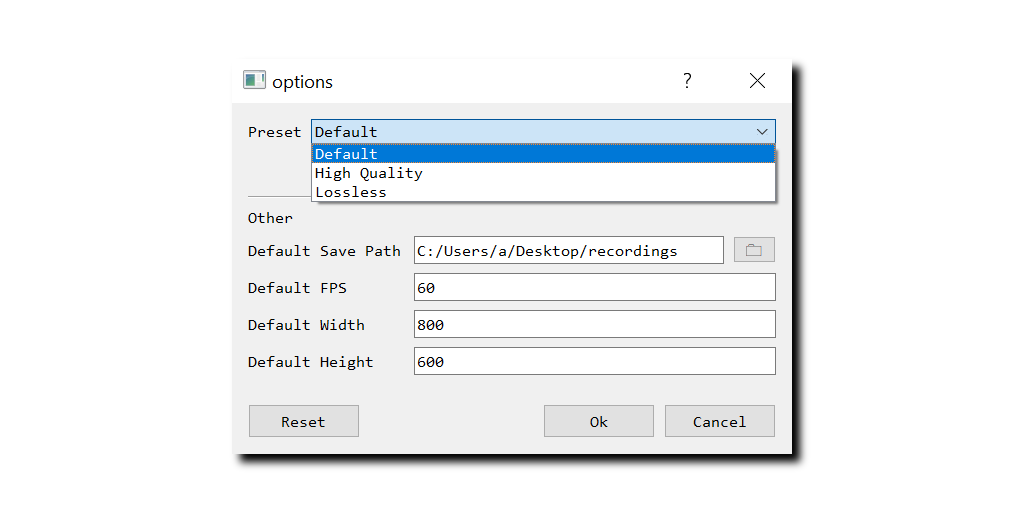 options ?
Preset Default
Default
High Quality
Lossless
Other
Default Save Path C:/Users/a/Desktop/recordings
Default FPS 60
Default Width 800
Default Height 600
Reset Ok Cancel